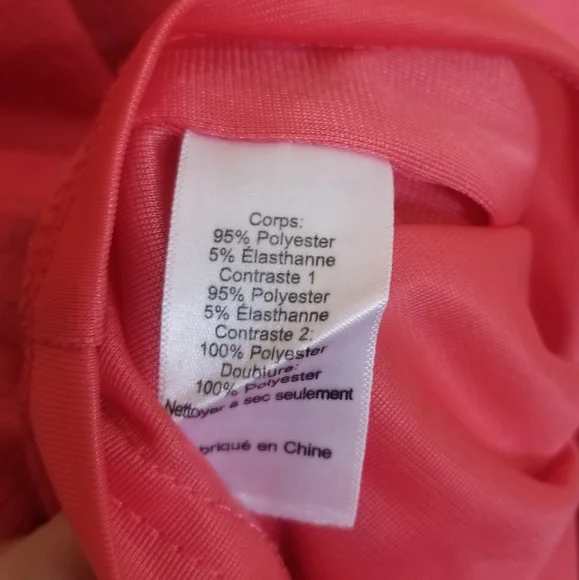 Corps:
95% Polyester
5% Élasthanne
Contraste 1
95% Polyester
5% Élasthanne
Contraste 2:
100% Polyester
Doublure:
100% Polyester
Nettoyer à sec seulement
briqué en Chine